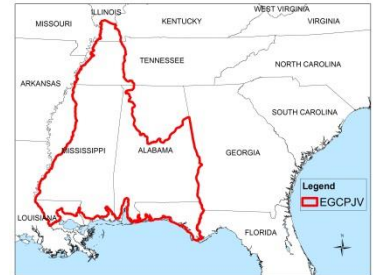 ILLINOIS
WEST VIRGINIA
MISSOURI
KENTUCKY
VIRGINIA
TENNESSEE
NORTH CAROLINA
ARKANSAS
SOUTH CAROLINA
MISSISSIPPI
ALABAMA
GEORGIA
Legend
EGCPJV
LOUISIANA
FLORIDA